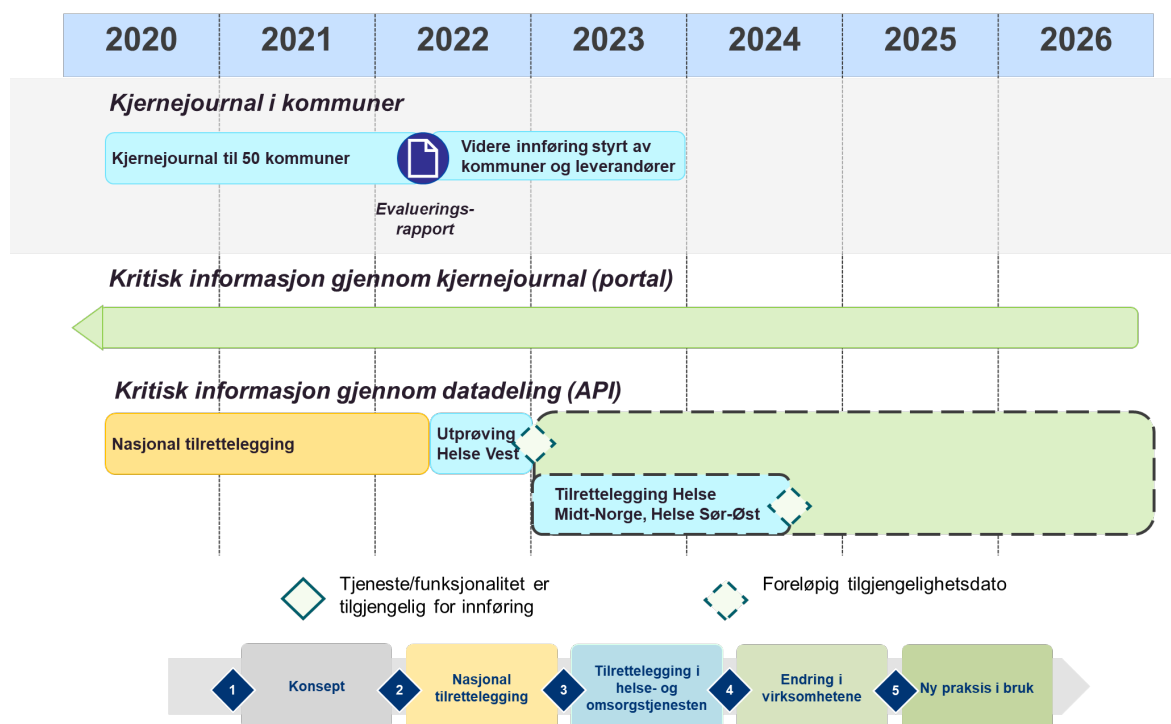 2020 2021 2022 2023 2024 2025 2026
Kjernejournal i kommuner
Kjernejournal til 50 kommuner
Videre innføring styrt av
kommuner og leverandører
Evaluerings-
rapport
Kritisk informasjon gjennom kjernejournal (portal)
Kritisk informasjon gjennom datadeling (API)
Nasjonal tilrettelegging
Utprøving
Helse Vest
Tilrettelegging Helse
Midt-Norge, Helse Sør-Øst
Tjeneste/funksjonalitet er
tilgjengelig for innføring
Foreløpig tilgjengelighetsdato
1
Konsept
2
Nasjonal
tilrettelegging
3
Tilrettelegging i
helse- og
omsorgstjenesten
4
Endring i
virksomhetene
5
Ny praksis i bruk